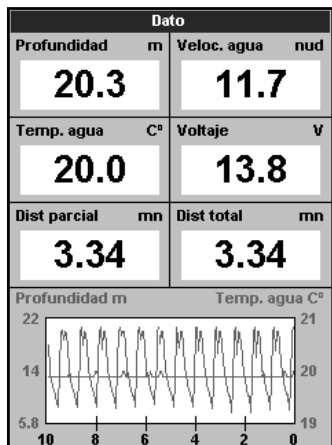 Dato
Profundidad m Veloc. agua nud
20.3 11.7
Temp. agua Cº Voltaje V
20.0 13.8
Dist parcial mn Dist total mn
3.34 3.34
Profundidad m Temp. agua Cº
22 21
14 20
5.8 19
10 8 6 4 2 0